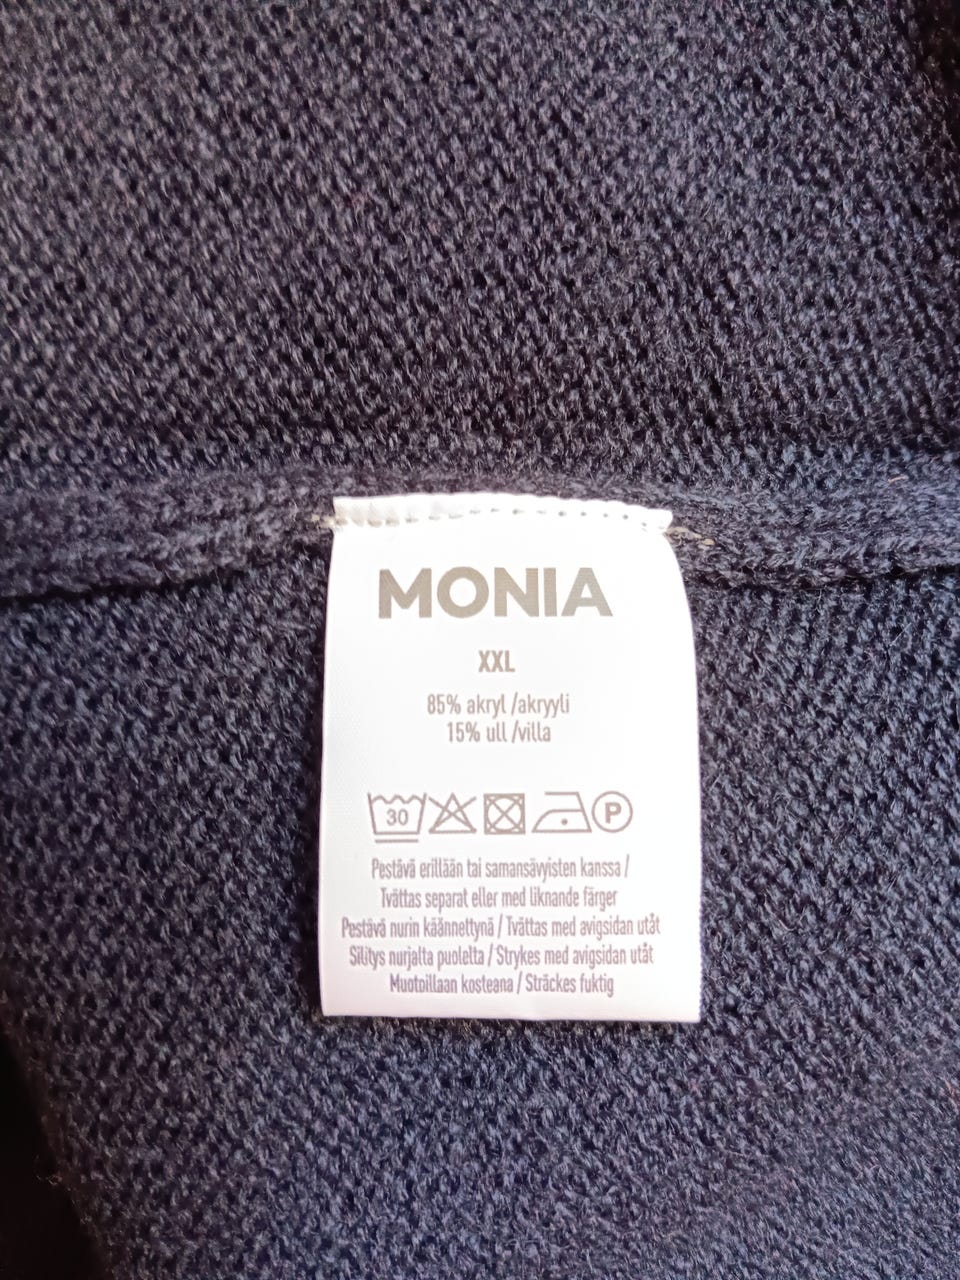 MONIA
XXL
85% akryl /akryyli
15% ull /villa
30 P
Pestävä erillään tai samansävyisten kanssa /
Tvättas separat eller med liknande färger
Pestävä nurin käännettynä / Tvättas med avigsidan utåt
Silitys nurjalta puolelta / Strykes med avigsidan utåt
Muotoillaan kosteana / Sträckes fuktig